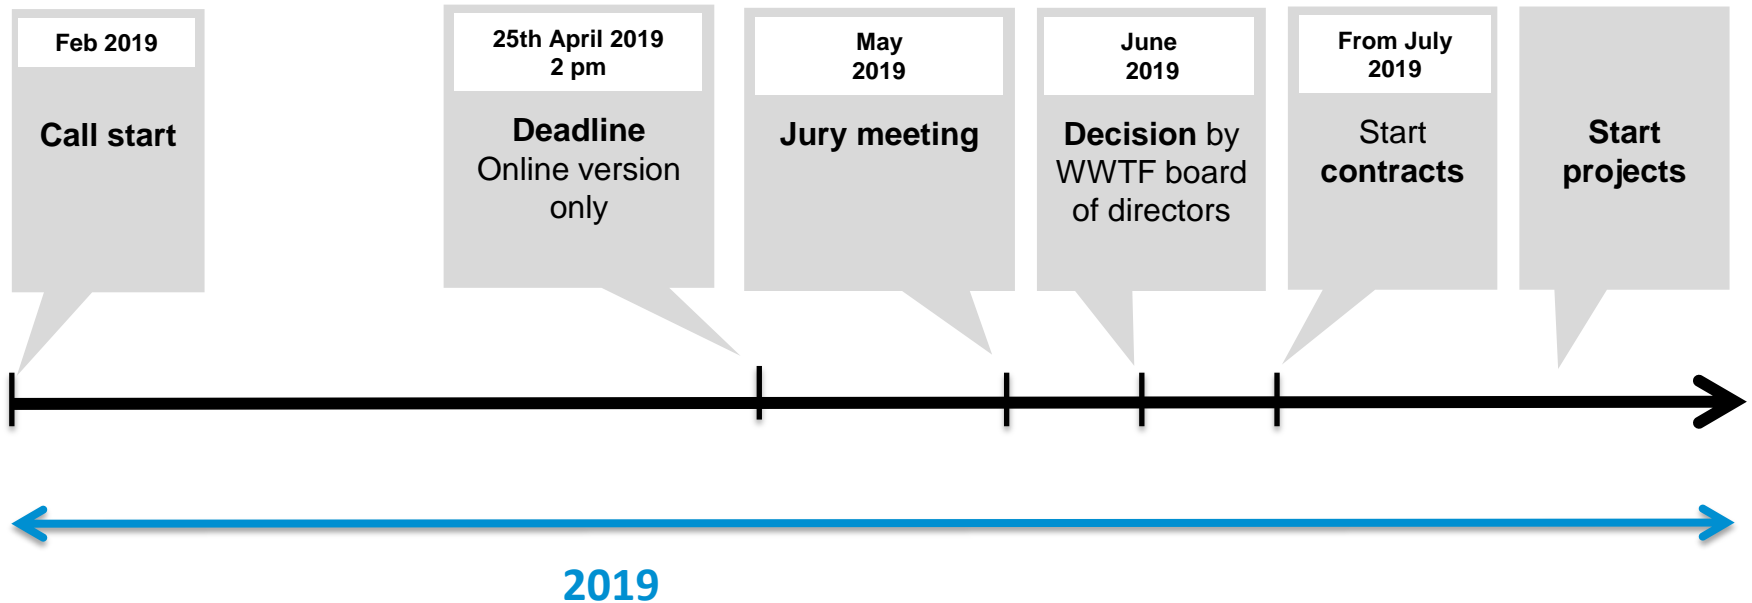 Feb 2019
Call start
25th April 2019
2 pm
Deadline
Online version
only
May
2019
Jury meeting
June
2019
Decision by
WWTF board
of directors
From July
2019
Start
contracts
Start
projects
2019